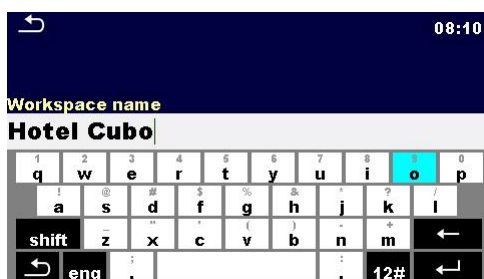 08:10
Workspace name
Hotel Cubo
1 2 3 4 5 6 7 8 9 0
q w e r t y u i o p
! @ # $ % & * ? /
a s d f g h j k l
- " ' ( ) - +
shift z x c v b n m
; :
eng , . 12#